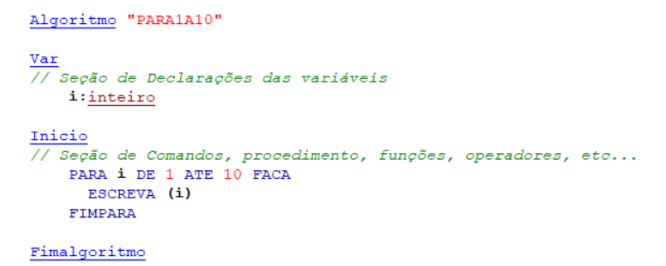 Algoritmo "PARA1A10"
Var
// Seção de Declarações das variáveis
i:inteiro
Inicio
// Seção de Comandos, procedimento, funções, operadores, etc...
PARA i DE 1 ATE 10 FACA
ESCREVA (i)
FIMPARA
Fimalgoritmo